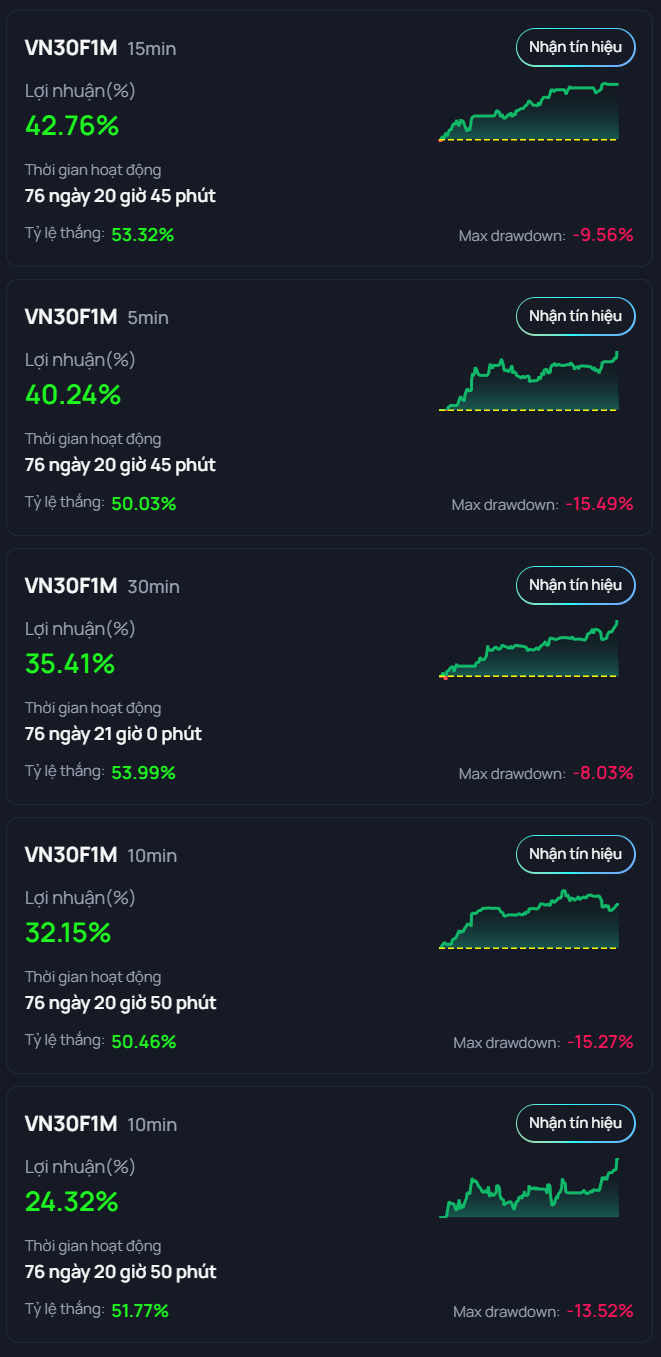 VN30F1M 15min Nhận tín hiệu
Lợi nhuận(%)
42.76%
Thời gian hoạt động
76 ngày 20 giờ 45 phút
Tỷ lệ thắng: 53.32% Max drawdown: -9.56%
VN30F1M 5min Nhận tín hiệu
Lợi nhuận(%)
40.24%
Thời gian hoạt động
76 ngày 20 giờ 45 phút
Tỷ lệ thắng: 50.03% Max drawdown: -15.49%
VN30F1M 30min Nhận tín hiệu
Lợi nhuận(%)
35.41%
Thời gian hoạt động
76 ngày 21 giờ 0 phút
Tỷ lệ thắng: 53.99% Max drawdown: -8.03%
VN30F1M 10min Nhận tín hiệu
Lợi nhuận(%)
32.15%
Thời gian hoạt động
76 ngày 20 giờ 50 phút
Tỷ lệ thắng: 50.46% Max drawdown: -15.27%
VN30F1M 10min Nhận tín hiệu
Lợi nhuận(%)
24.32%
Thời gian hoạt động
76 ngày 20 giờ 50 phút
Tỷ lệ thắng: 51.77% Max drawdown: -13.52%